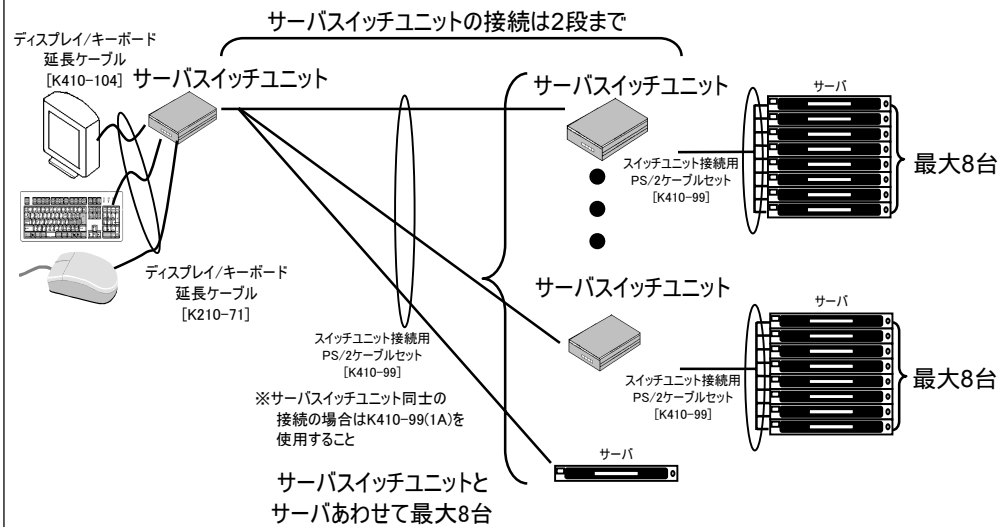 サーバスイッチユニットの接続は2段まで
ディスプレイ/キーボード
延長ケーブル
[K410-104]
サーバスイッチユニット
サーバスイッチユニット
サーバ
スイッチユニット接続用
PS/2ケーブルセット
[K410-99]
最大8台
ディスプレイ/キーボード
延長ケーブル
[K210-71]
サーバスイッチユニット
サーバ
スイッチユニット接続用
PS/2ケーブルセット
[K410-99]
スイッチユニット接続用
PS/2ケーブルセット
[K410-99]
最大8台
※サーバスイッチユニット同士の
接続の場合はK410-99(1A)を
使用すること
サーバ
サーバスイッチユニットと
サーバあわせて最大8台